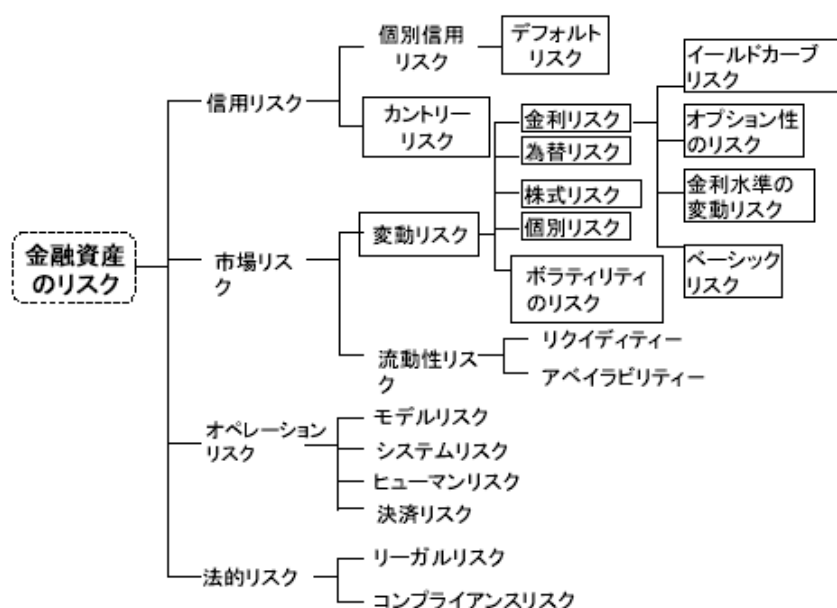 金融資産
のリスク
信用リスク
個別信用
リスク
デフォルト
リスク
カントリー
リスク
市場リス
ク
変動リスク
金利リスク
為替リスク
株式リスク
個別リスク
ボラティリティ
のリスク
イールドカーブ
リスク
オプション性
のリスク
金利水準の
変動リスク
ベーシック
リスク
流動性リス
ク
リクイディティー
アベイラビリティー
オペレーション
リスク
モデルリスク
システムリスク
ヒューマンリスク
決済リスク
法的リスク
リーガルリスク
コンプライアンスリスク